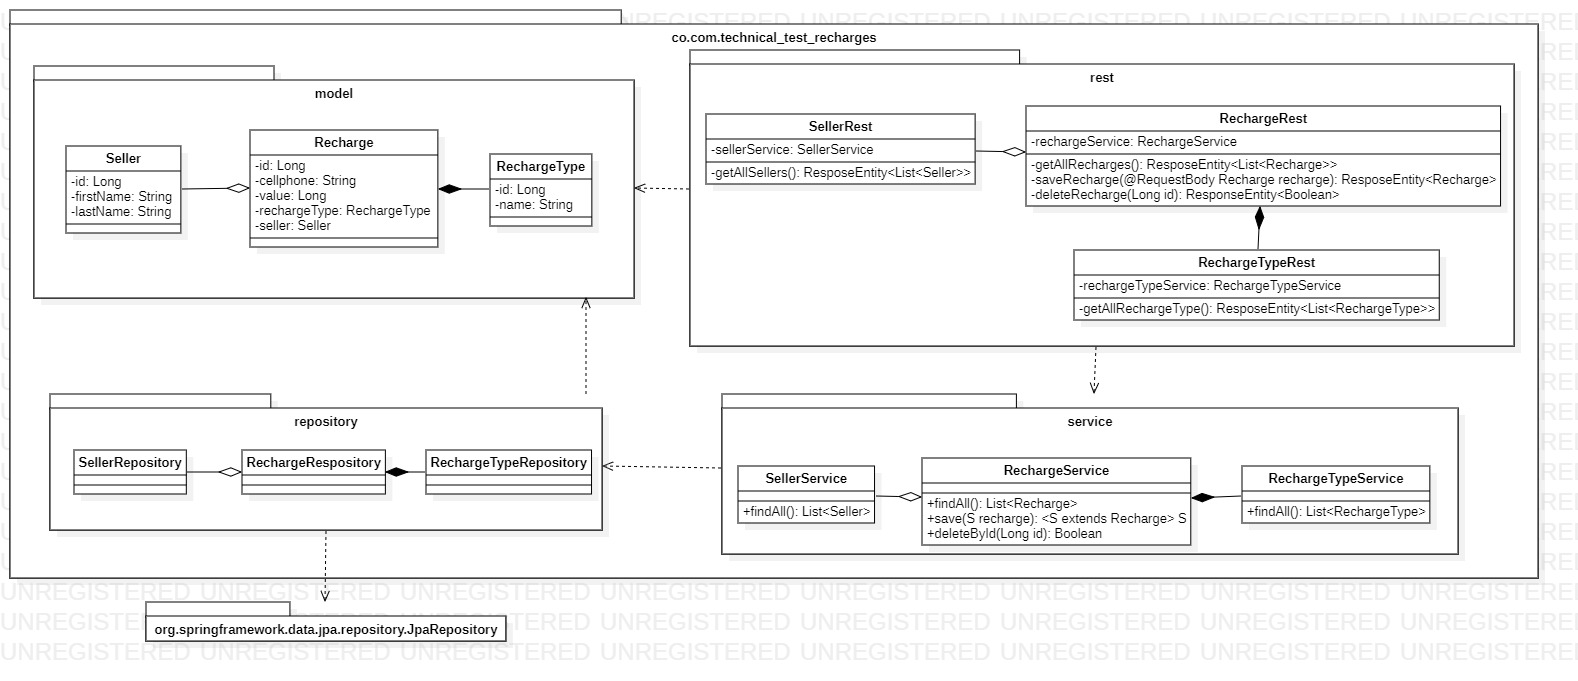 co.com.technical_test_recharges
model
Seller
-id: Long
-firstName: String
-lastName: String
Recharge
-id: Long
-cellphone: String
-value: Long
-rechargeType: RechargeType
-seller: Seller
RechargeType
-id: Long
-name: String
rest
SellerRest
-sellerService: SellerService
-getAllSellers(): ResposeEntity<List<Seller>>
RechargeRest
-rechargeService: RechargeService
-getAllRecharges(): ResposeEntity<List<Recharge>>
-saveRecharge(@RequestBody Recharge recharge): ResposeEntity<Recharge>
-deleteRecharge(Long id): ResponseEntity<Boolean>
RechargeTypeRest
-rechargeTypeService: RechargeTypeService
-getAllRechargeType(): ResposeEntity<List<RechargeType>>
repository
SellerRepository
RechargeRespository
RechargeTypeRepository
service
SellerService
+findAll(): List<Seller>
RechargeService
+findAll(): List<Recharge>
+save(S recharge): <S extends Recharge> S
+deleteById(Long id): Boolean
RechargeTypeService
+findAll(): List<RechargeType>
org.springframework.data.jpa.repository.JpaRepository
UNREGISTERED UNREGISTERED UNREGISTERED UNREGISTERED UNREGISTERED UNREGISTERED UNREGISTERED